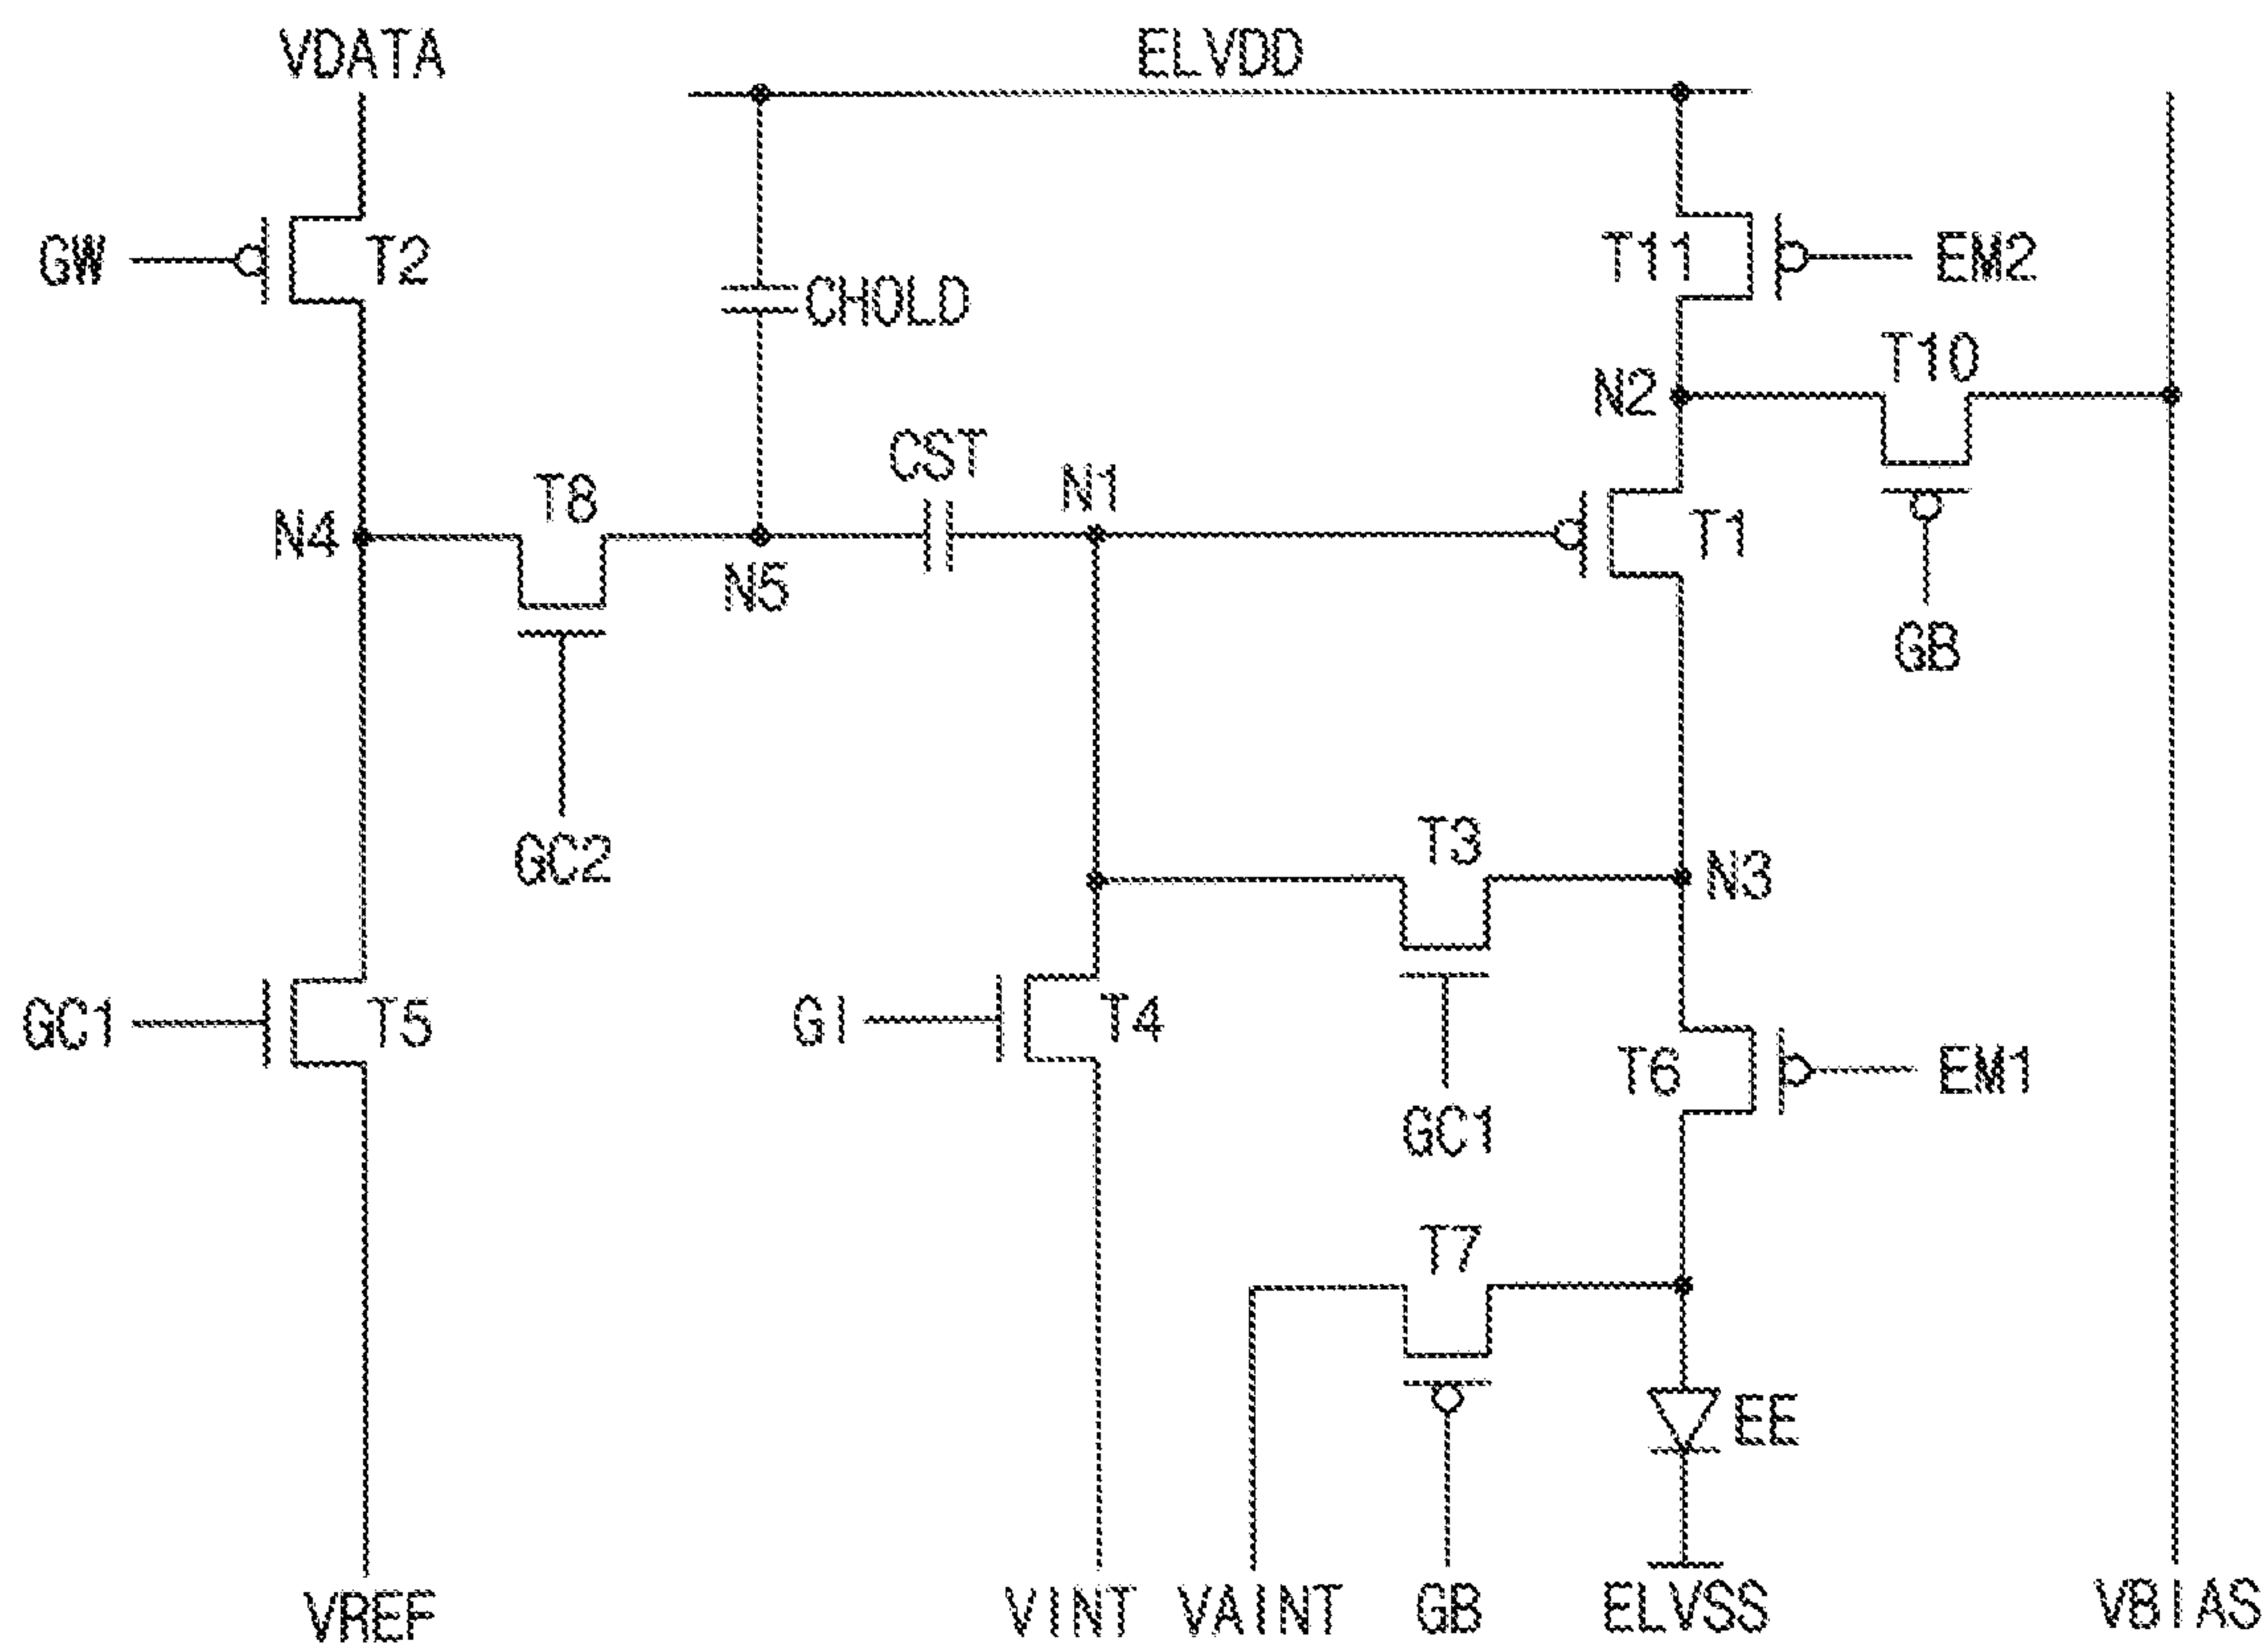 VDATA
ELVDD
GW
T2
CHOLD
T11
EM2
N2
T10
CST
N1
T8
N4
N5
T1
GB
GC2
T3
N3
GC1
T5
GI
T4
T6
EM1
GC1
T7
EE
VREF
VINT
VAINT
GB
ELVSS
VBIAS